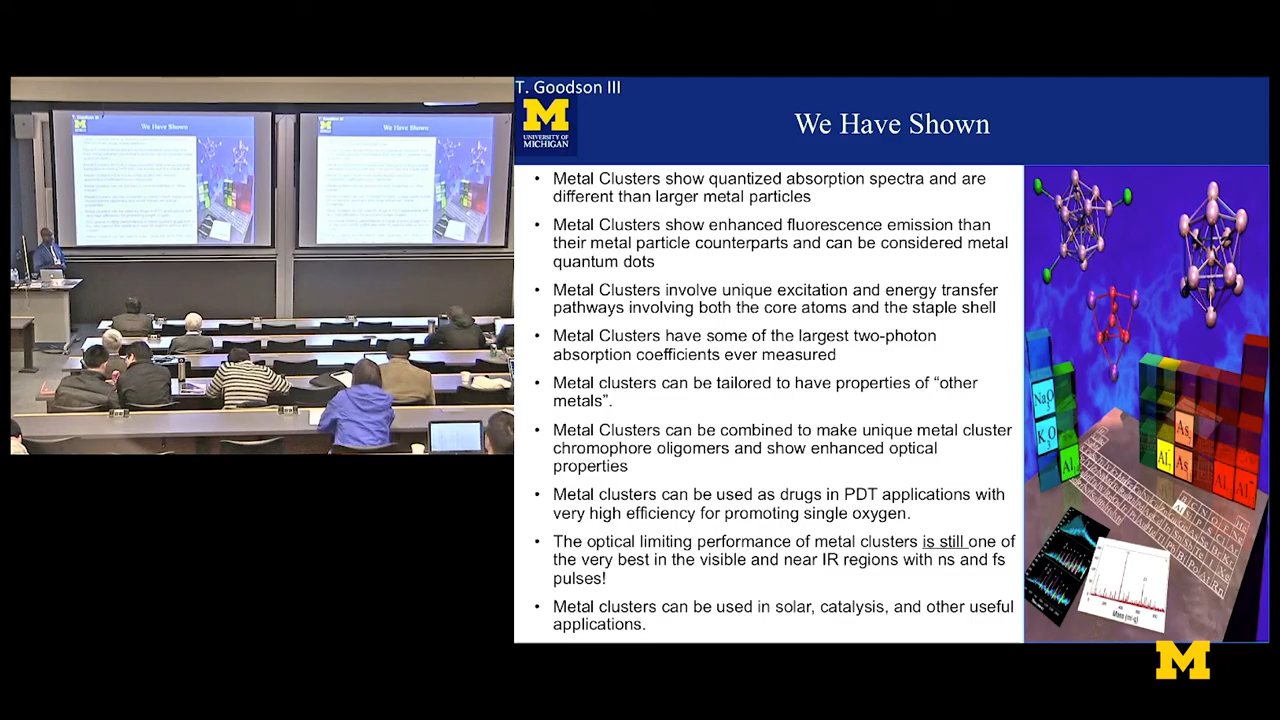 T. Goodson III
M
UNIVERSITY OF
MICHIGAN
We Have Shown
• Metal Clusters show quantized absorption spectra and are
different than larger metal particles
• Metal Clusters show enhanced fluorescence emission than
their metal particle counterparts and can be considered metal
quantum dots
• Metal Clusters involve unique excitation and energy transfer
pathways involving both the core atoms and the staple shell
• Metal Clusters have some of the largest two-photon
absorption coefficients ever measured
• Metal clusters can be tailored to have properties of “other
metals”.
• Metal Clusters can be combined to make unique metal cluster
chromophore oligomers and show enhanced optical
properties
• Metal clusters can be used as drugs in PDT applications with
very high efficiency for promoting single oxygen.
• The optical limiting performance of metal clusters is still one of
the very best in the visible and near IR regions with ns and fs
pulses!
• Metal clusters can be used in solar, catalysis, and other useful
applications.
We Have Shown
We Have Shown
Mass (m/q)
M